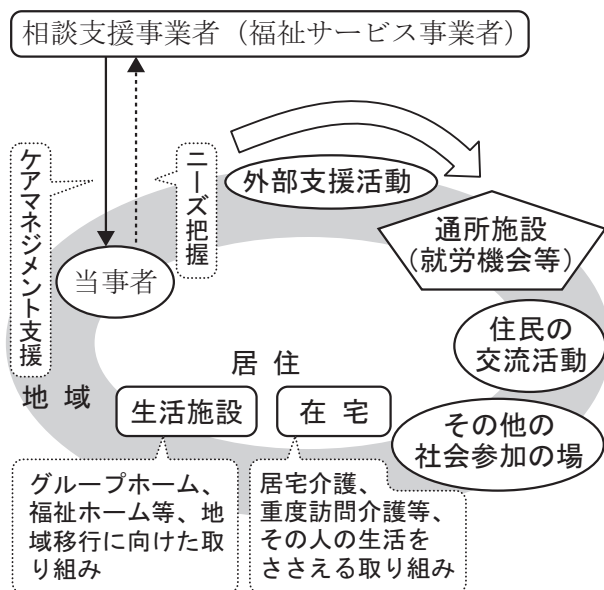 相談支援事業者(福祉サービス事業者)
ケアマネジメント支援
ニーズ把握
外部支援活動
通所施設
(就労機会等)
当事者
住民の
交流活動
居住
地域
生活施設
在宅
その他の
社会参加の場
グループホーム、
福祉ホーム等、地
域移行に向けた取
り組み
居宅介護、
重度訪問介護等、
その人の生活を
ささえる取り組み